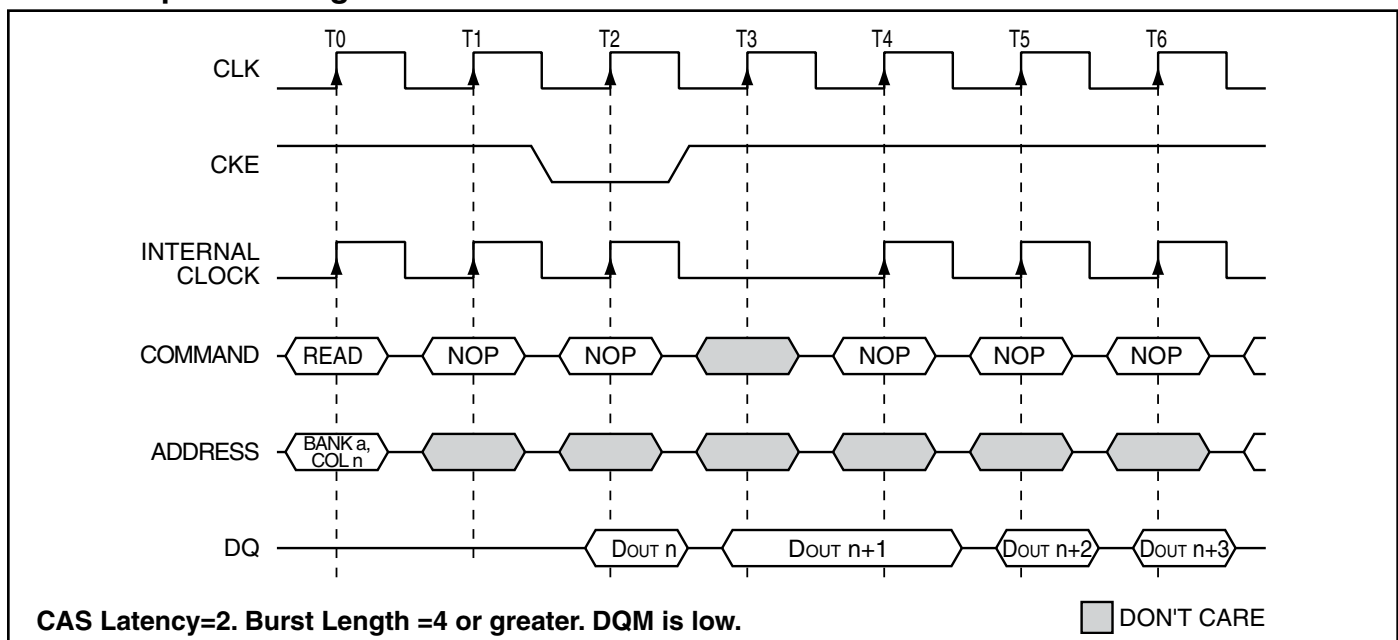 T0 T1 T2 T3 T4 T5 T6
CLK
CKE
INTERNAL
CLOCK
COMMAND READ NOP NOP NOP NOP NOP
ADDRESS BANK a,
COL n
DQ DOUT n DOUT n+1 DOUT n+2 DOUT n+3
CAS Latency=2. Burst Length =4 or greater. DQM is low. DON'T CARE